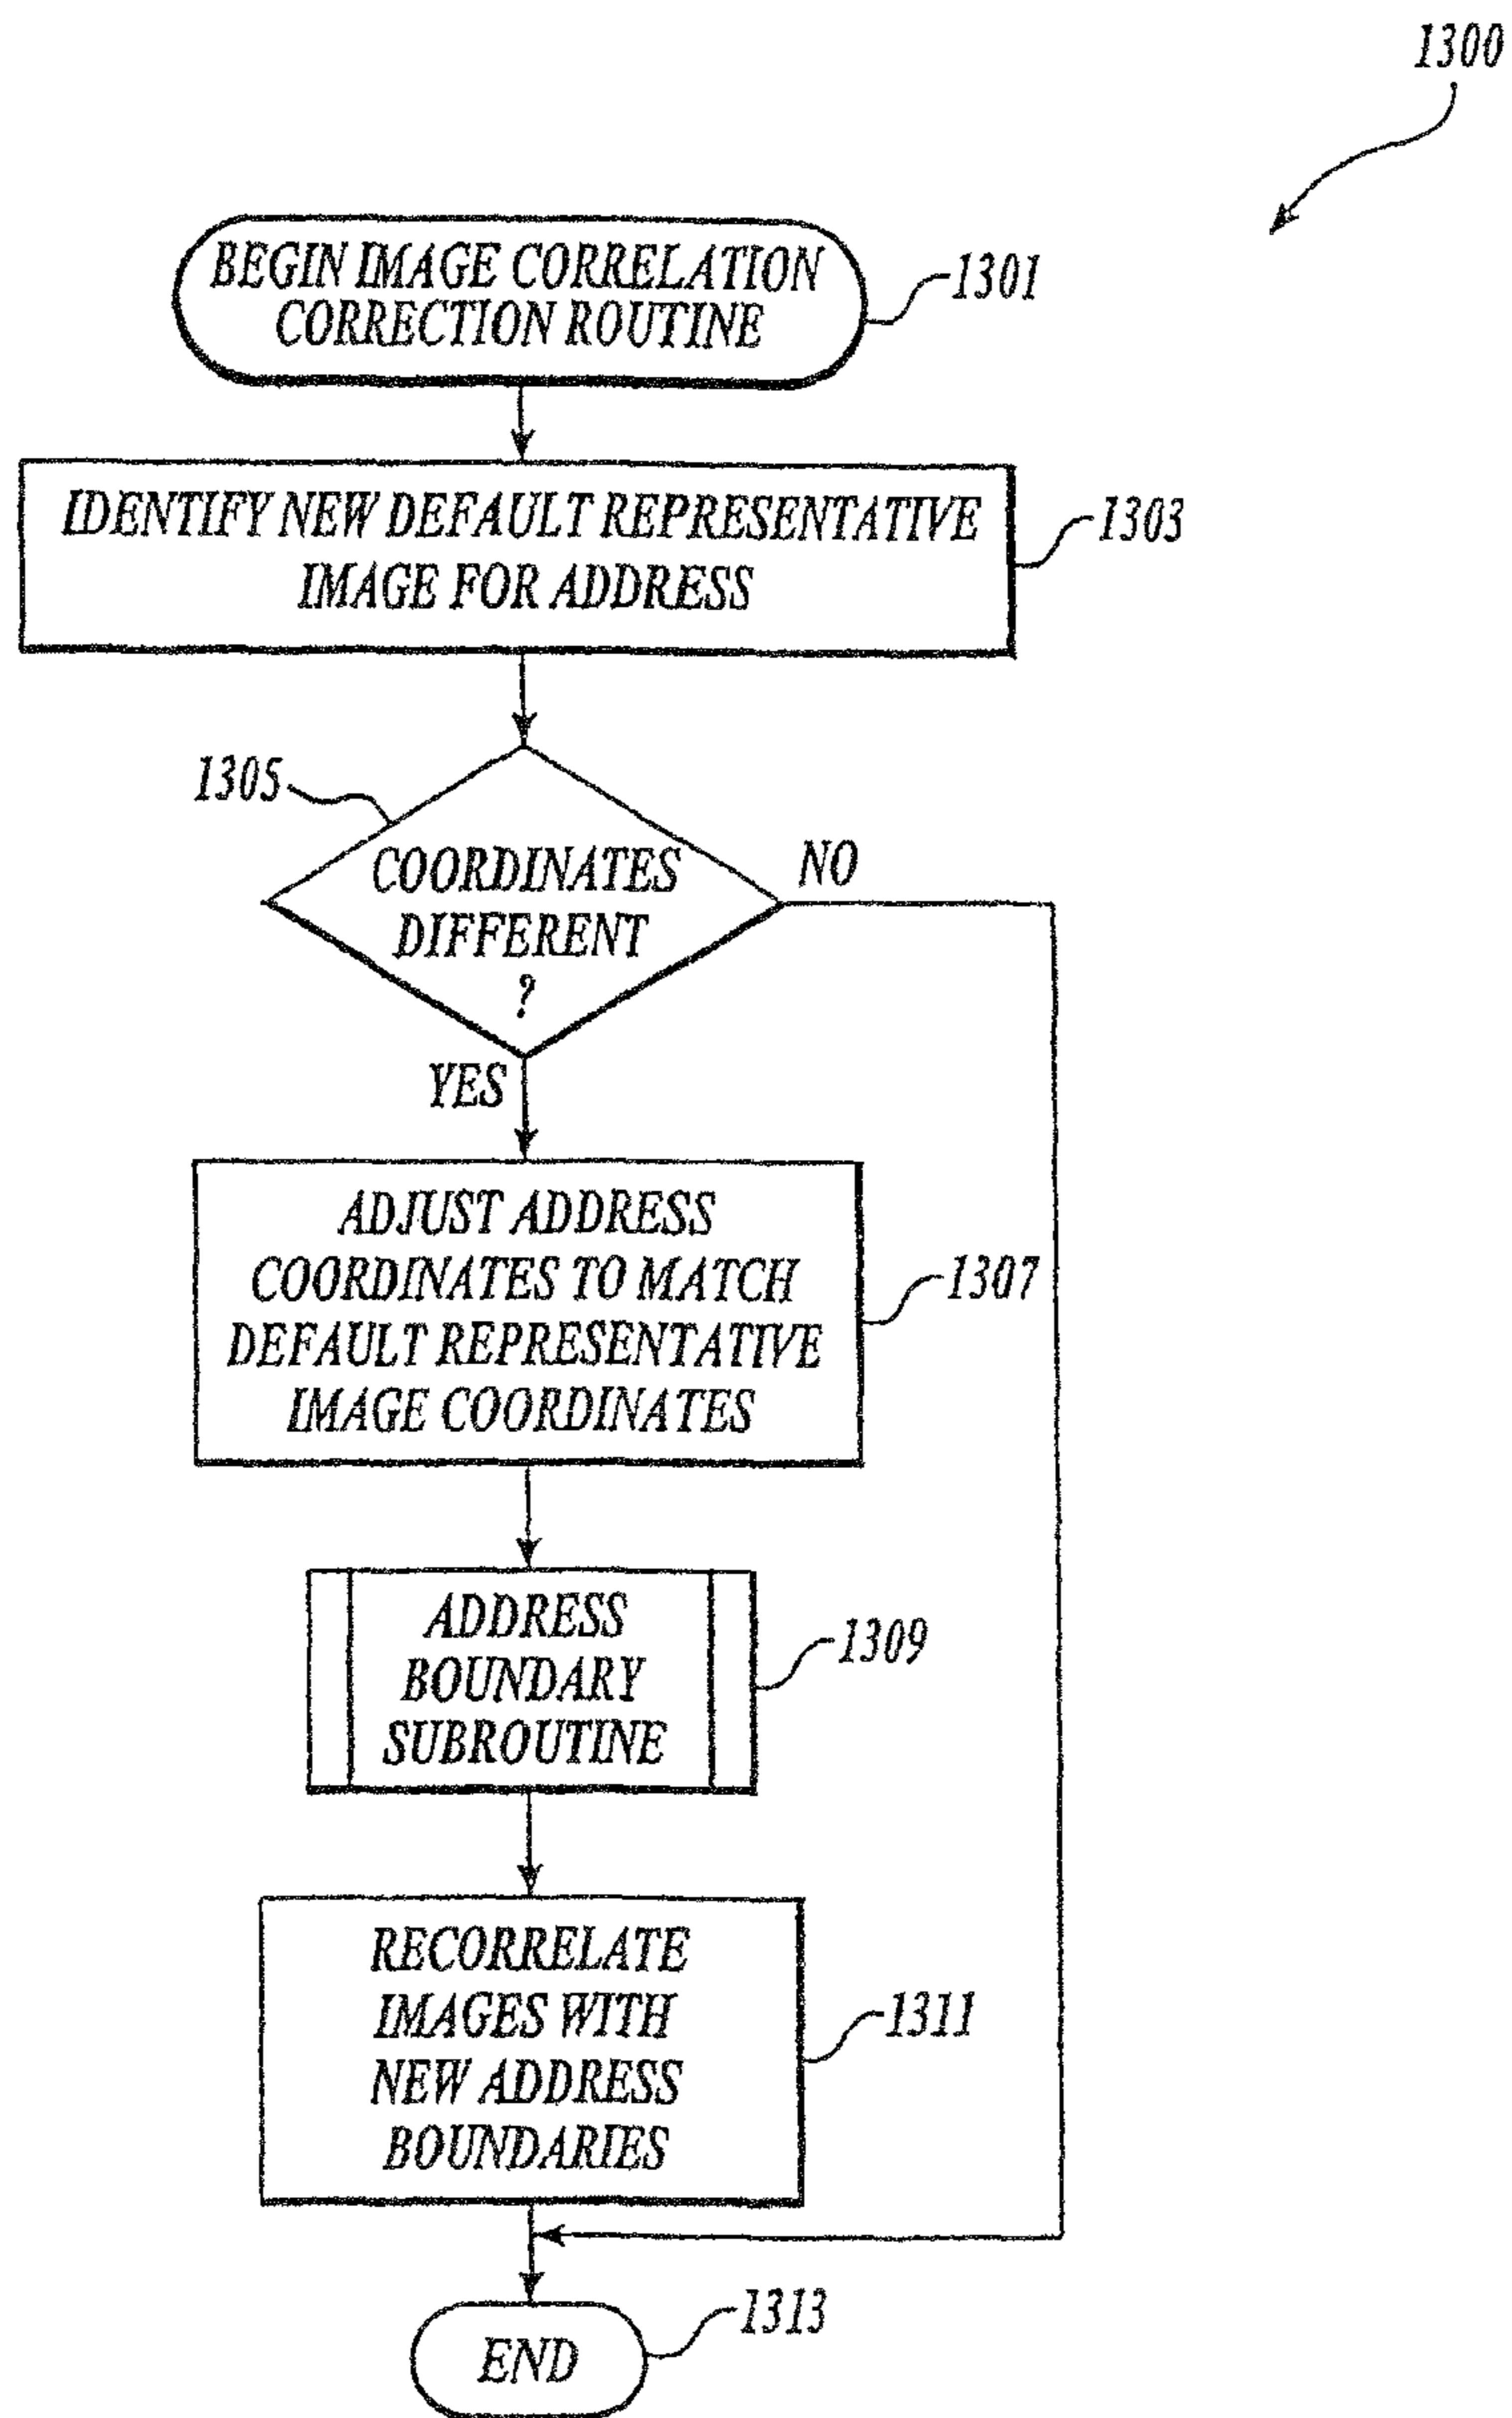 1300
BEGIN IMAGE CORRELATION
CORRECTION ROUTINE
1301
IDENTIFY NEW DEFAULT REPRESENTATIVE
IMAGE FOR ADDRESS
1303
1305
COORDINATES
DIFFERENT
?
NO
YES
ADJUST ADDRESS
COORDINATES TO MATCH
DEFAULT REPRESENTATIVE
IMAGE COORDINATES
1307
ADDRESS
BOUNDARY
SUBROUTINE
1309
RECORRELATE
IMAGES WITH
NEW ADDRESS
BOUNDARIES
1311
END
1313